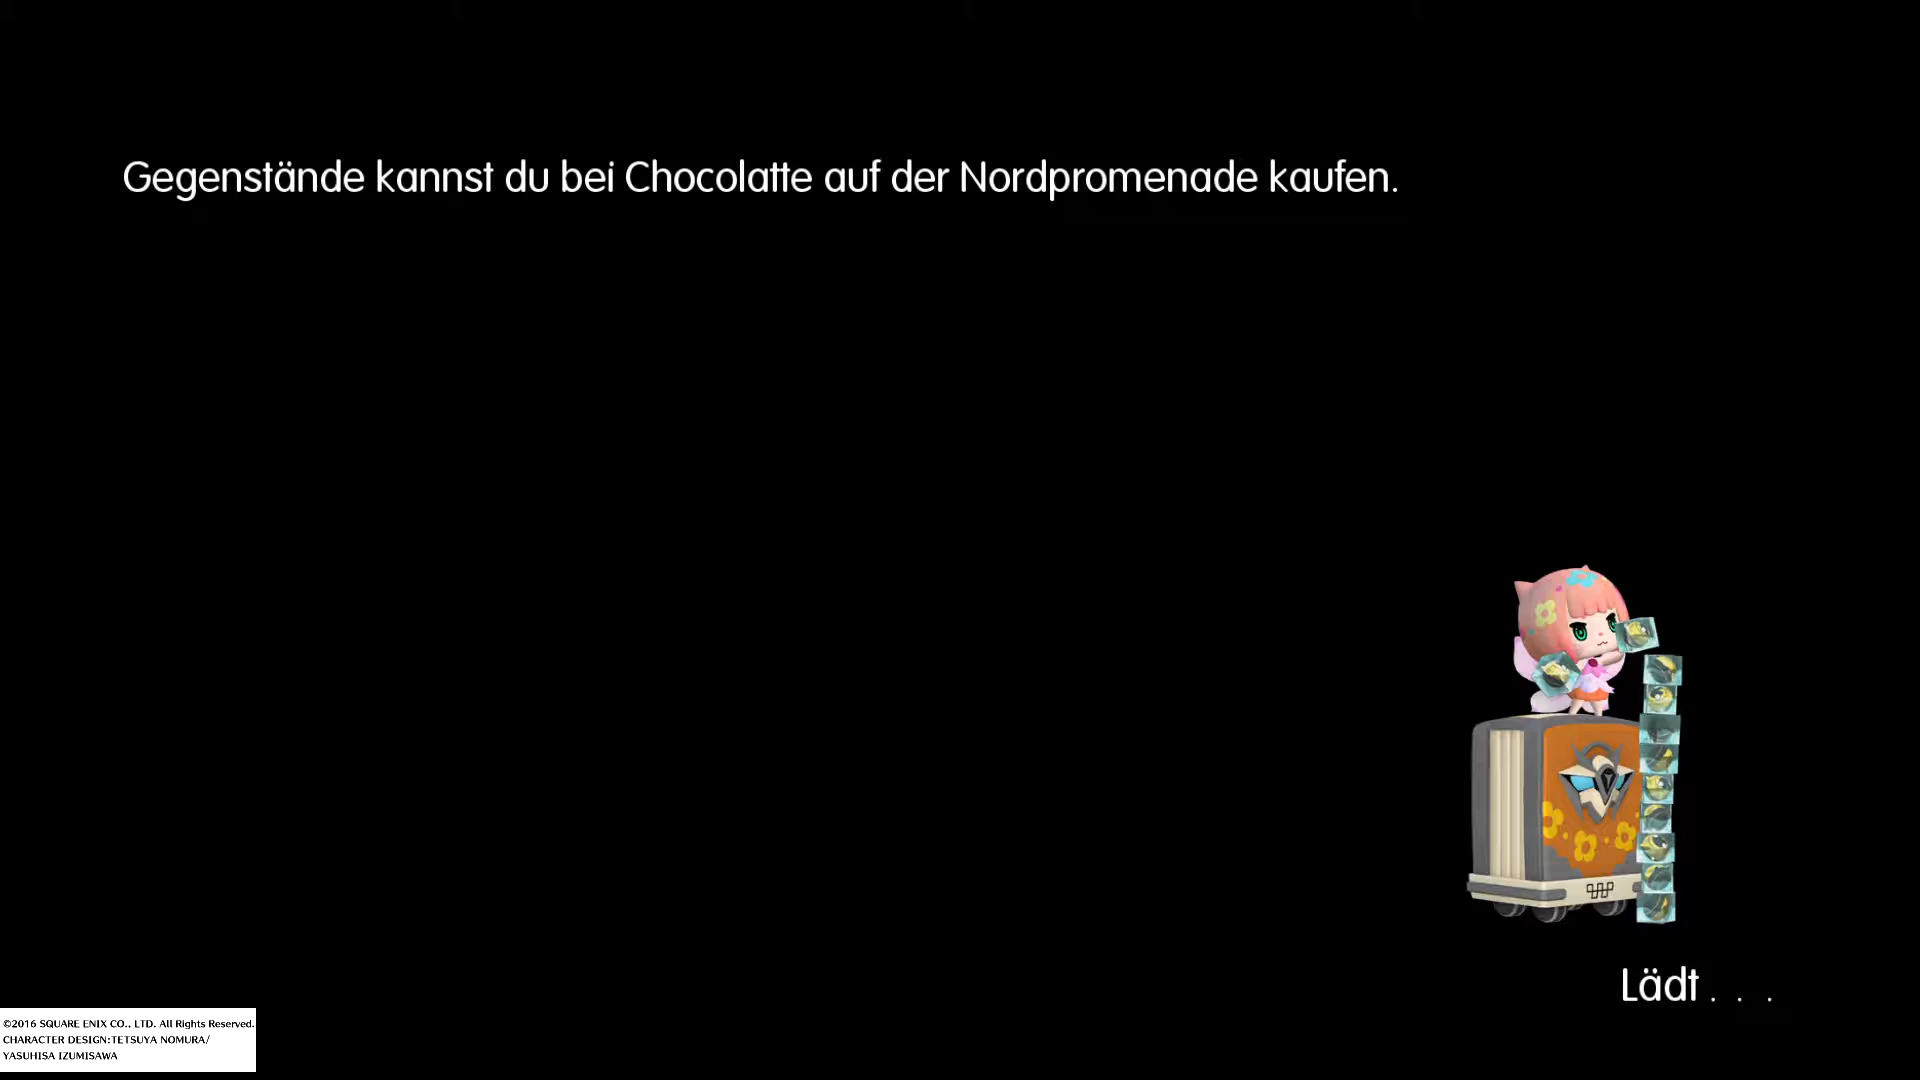 Gegenstände kannst du bei Chocolatte auf der Nordpromenade kaufen.
Lädt . . .
©2016 SQUARE ENIX CO., LTD. All Rights Reserved.
CHARACTER DESIGN:TETSUYA NOMURA/
YASUHISA IZUMISAWA